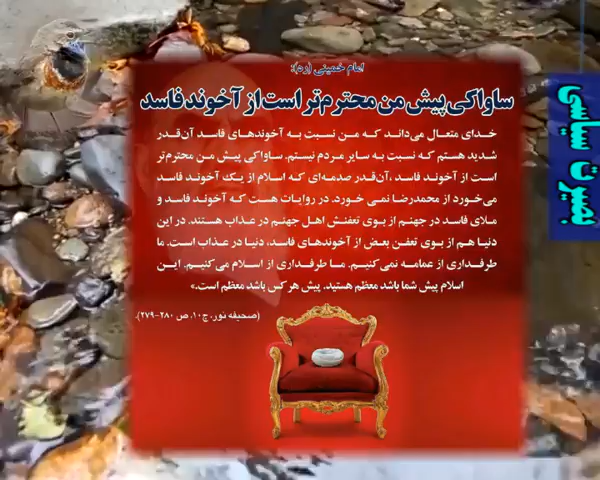 امام خمینی (ره):
ساواکی پیش من محترم‌تر است از آخوند فاسد
خدای متعال می‌داند که من نسبت به آخوندهای فاسد آن‌قدر
شدید هستم که نسبت به سایر مردم نیستم. ساواکی پیش من محترم‌تر
است از آخوند فاسد ،آن‌قدر صدمه‌ای که اسلام از یک آخوند فاسد
می‌خورد از محمدرضا نمی خورد. در روایات هست که آخوند فاسد و
ملای فاسد در جهنم از بوی تعفنش اهل جهنم در عذاب هستند. در این
دنیا هم از بوی تعفن بعض از آخوندهای فاسد، دنیا در عذاب است. ما
طرفداری از عمامه نمی‌کنیم. ما طرفداری از اسلام می‌کنیم. این
اسلام پیش شما باشد معظم هستید. پیش هر کس باشد معظم است.»
(صحیفه نور، ج۱۰، ص ۲۸۰-۲۷۹).
بصیرت سیاسی